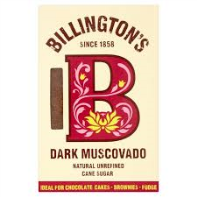 BILLINGTON'S
SINCE 1858
B
DARK MUSCOVADO
NATURAL UNREFINED
CANE SUGAR
IDEAL FOR CHOCOLATE CAKES · BROWNIES · FUDGE